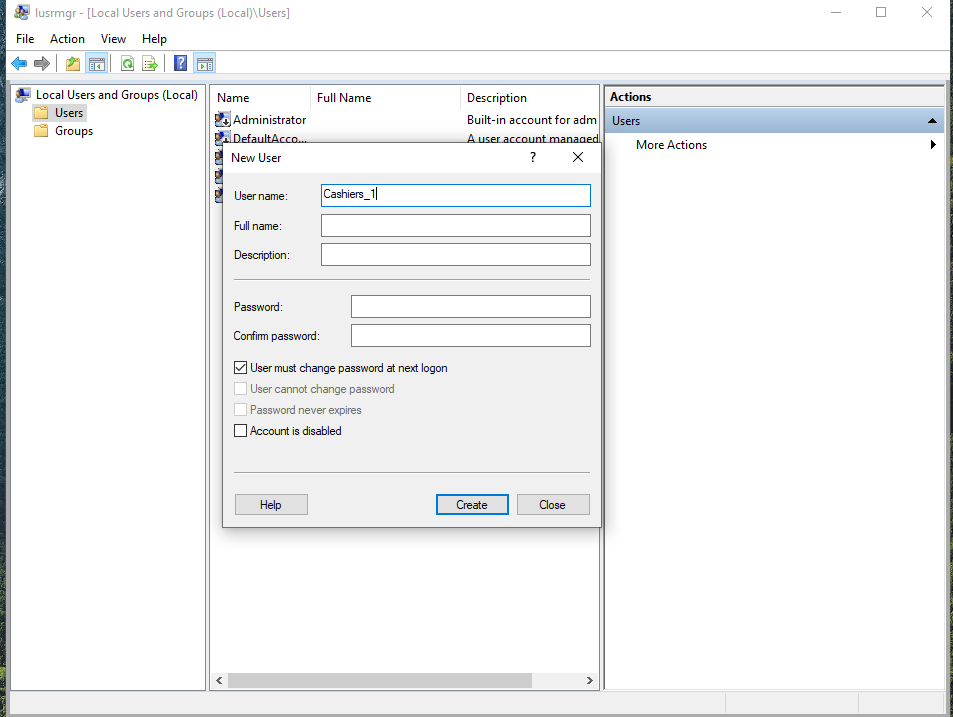 lusrmgr - [Local Users and Groups (Local)\Users]
File Action View Help
Local Users and Groups (Local)
Users
Groups
Name Full Name Description
Administrator Built-in account for adm
DefaultAcco... A user account managed
New User
User name: Cashiers_1
Full name:
Description:
Password:
Confirm password:
User must change password at next logon
User cannot change password
Password never expires
Account is disabled
Help Create Close
Actions
Users
More Actions